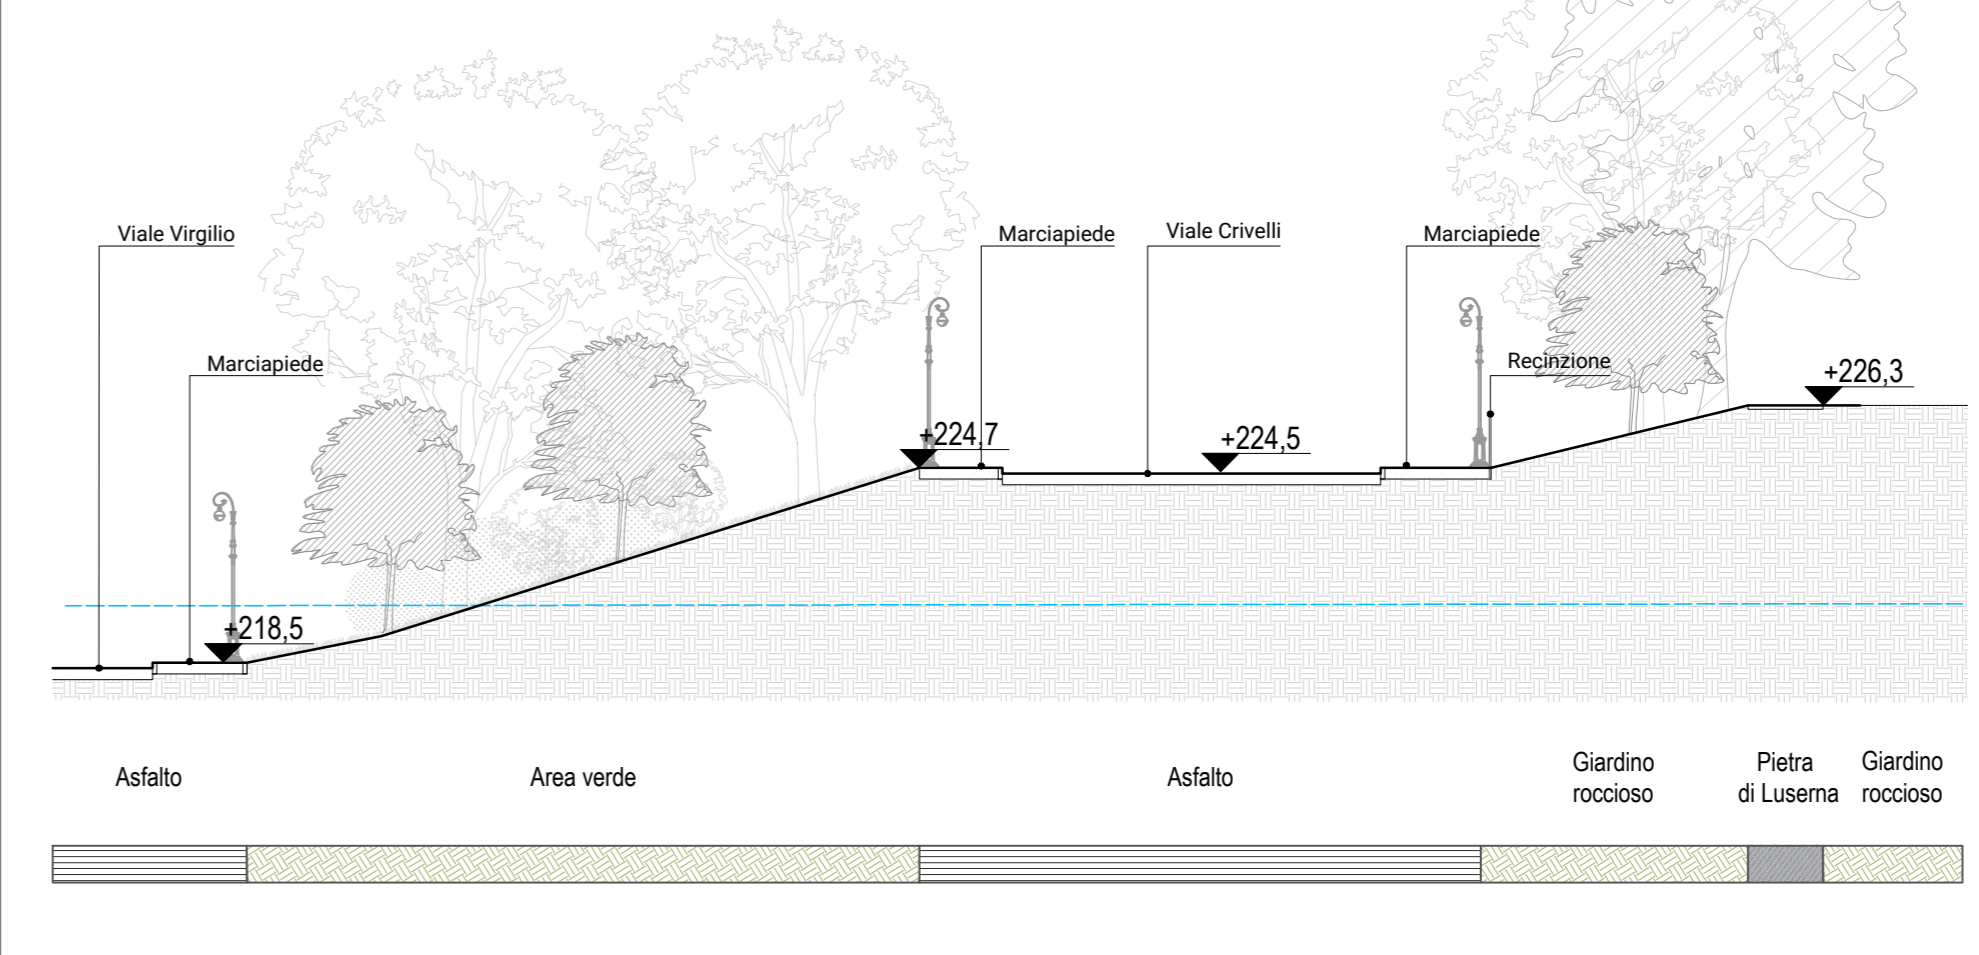 Viale Virgilio
Marciapiede
Marciapiede
Viale Crivelli
Marciapiede
Recinzione
+226,3
+224,7
+224,5
+218,5
Asfalto
Area verde
Asfalto
Giardino
roccioso
Pietra
di Luserna
Giardino
roccioso